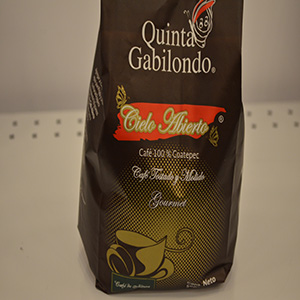 Quinta
Gabilondo®
Cielo Abierto®
Café 100% Coatepec
Café Tostado y Molido
Gourmet
Neto